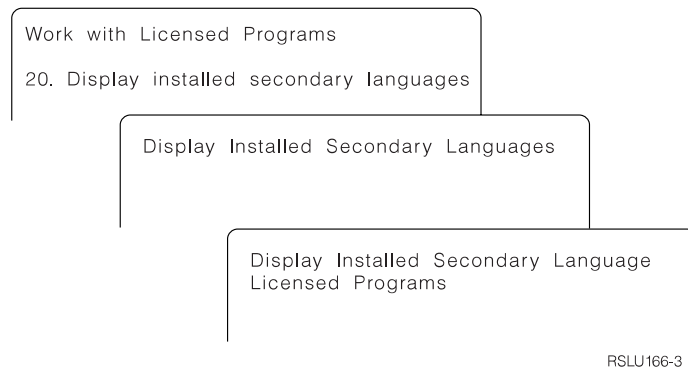 Work with Licensed Programs
20. Display installed secondary languages
Display Installed Secondary Languages
Display Installed Secondary Language
Licensed Programs
RSLU166-3